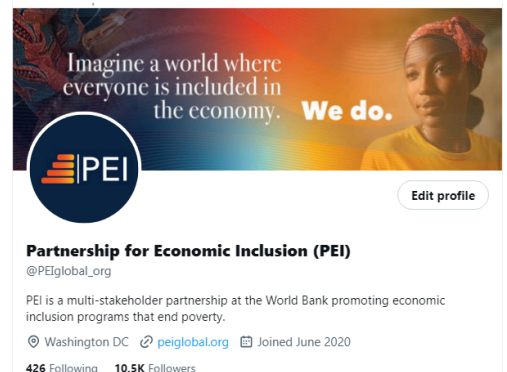 Imagine a world where
everyone is included in
the economy. We do.
PEI
Edit profile
Partnership for Economic Inclusion (PEI)
@PEIglobal_org
PEI is a multi-stakeholder partnership at the World Bank promoting economic
inclusion programs that end poverty.
Washington DC peiglobal.org Joined June 2020
426 Following 10.5K Followers